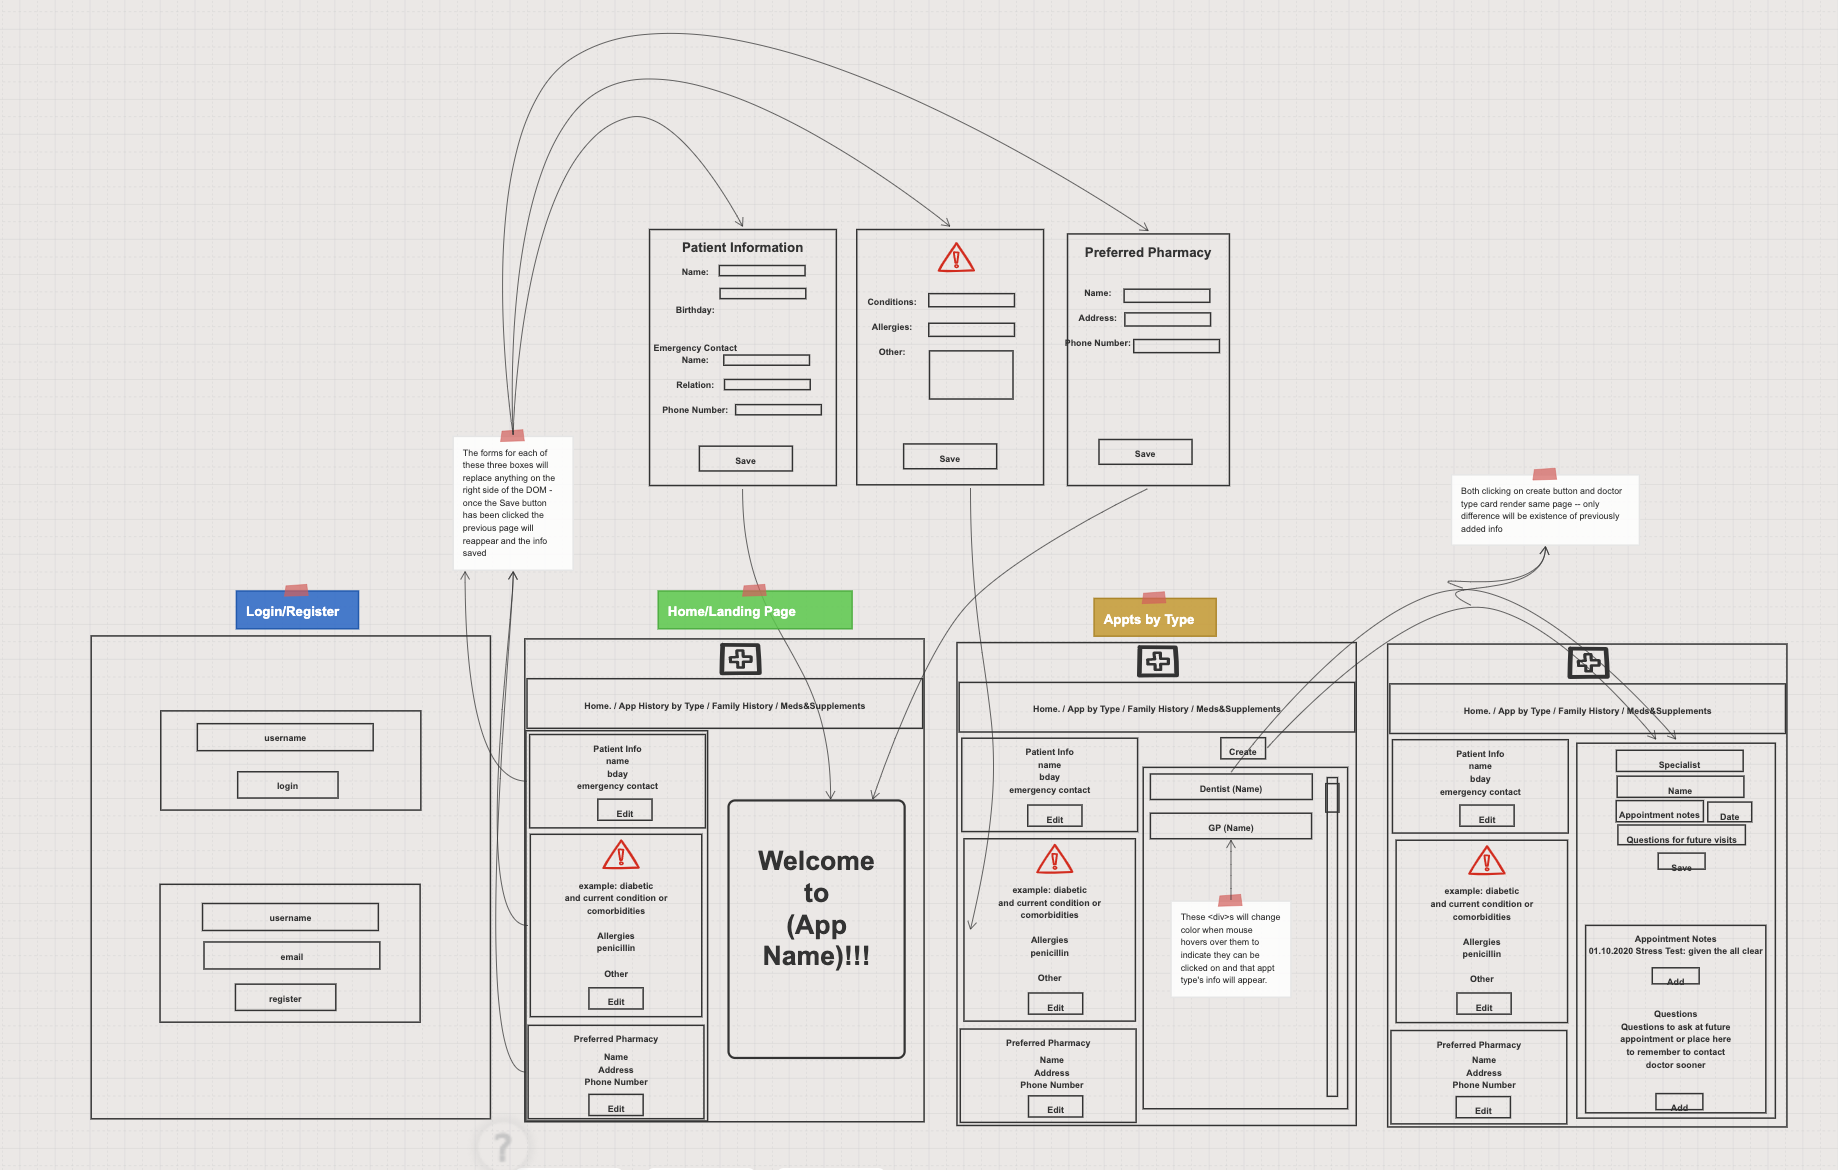 Patient Information
Name:
Birthday:
Emergency Contact
Name:
Relation:
Phone Number:
Save
Conditions:
Allergies:
Other:
Save
Preferred Pharmacy
Name:
Address:
Phone Number:
Save
The forms for each of
these three boxes will
replace anything on the
right side of the DOM -
once the Save button
has been clicked the
previous page will
reappear and the info
saved
Both clicking on create button and doctor
type card render same page -- only
difference will be existence of previously
added info
Login/Register
username
login
username
email
register
Home/Landing Page
Home. / App History by Type / Family History / Meds&Supplements
Patient Info
name
bday
emergency contact
Edit
example: diabetic
and current condition or
comorbidities
Allergies
penicillin
Other
Edit
Preferred Pharmacy
Name
Address
Phone Number
Edit
Welcome
to
(App
Name)!!!
Appts by Type
Home. / App by Type / Family History / Meds&Supplements
Patient Info
name
bday
emergency contact
Edit
example: diabetic
and current condition or
comorbidities
Allergies
penicillin
Other
Edit
Preferred Pharmacy
Name
Address
Phone Number
Edit
Create
Dentist (Name)
GP (Name)
These <div>s will change
color when mouse
hovers over them to
indicate they can be
clicked on and that appt
type's info will appear.
Home. / App by Type / Family History / Meds&Supplements
Patient Info
name
bday
emergency contact
Edit
example: diabetic
and current condition or
comorbidities
Allergies
penicillin
Other
Edit
Preferred Pharmacy
Name
Address
Phone Number
Edit
Specialist
Name
Appointment notes
Date
Questions for future visits
Save
Appointment Notes
01.10.2020 Stress Test: given the all clear
Add
Questions
Questions to ask at future
appointment or place here
to remember to contact
doctor sooner
Add
?